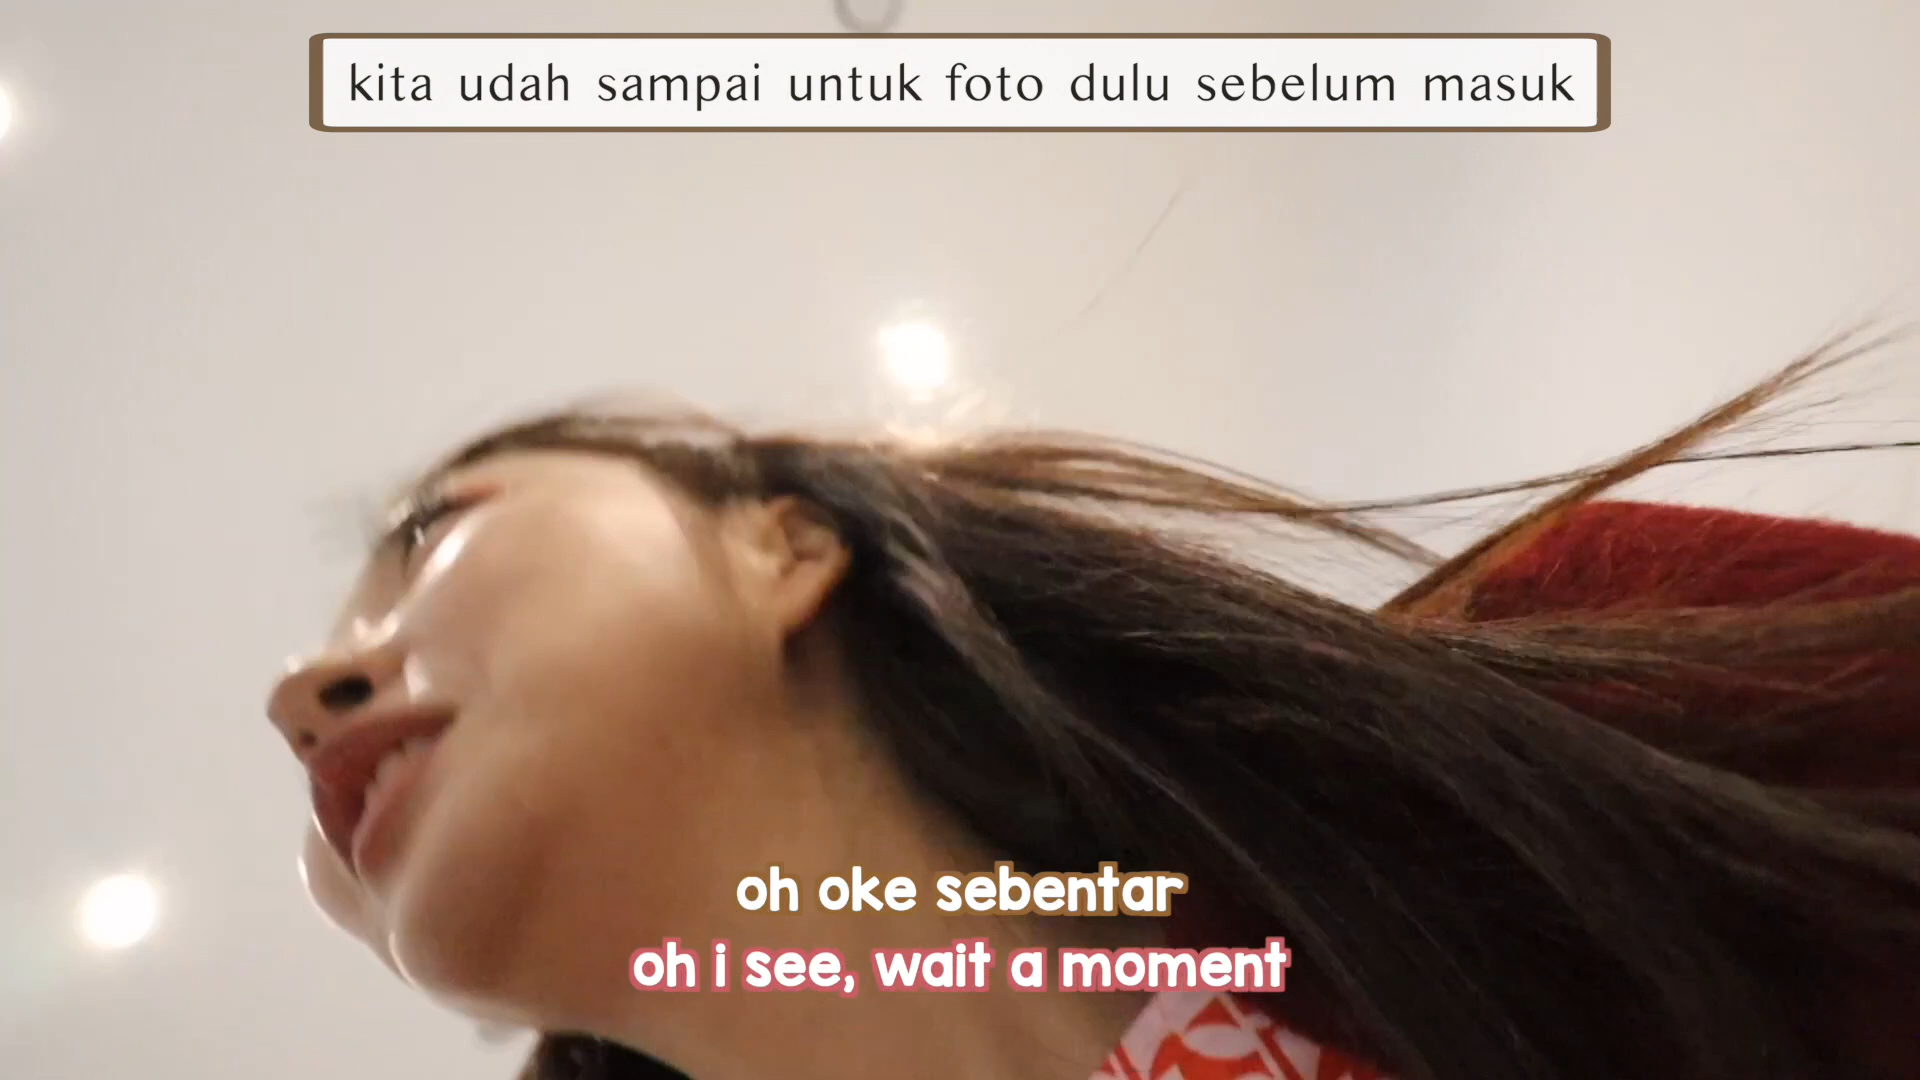 kita udah sampai untuk foto dulu sebelum masuk
oh oke sebentar
oh i see, wait a moment